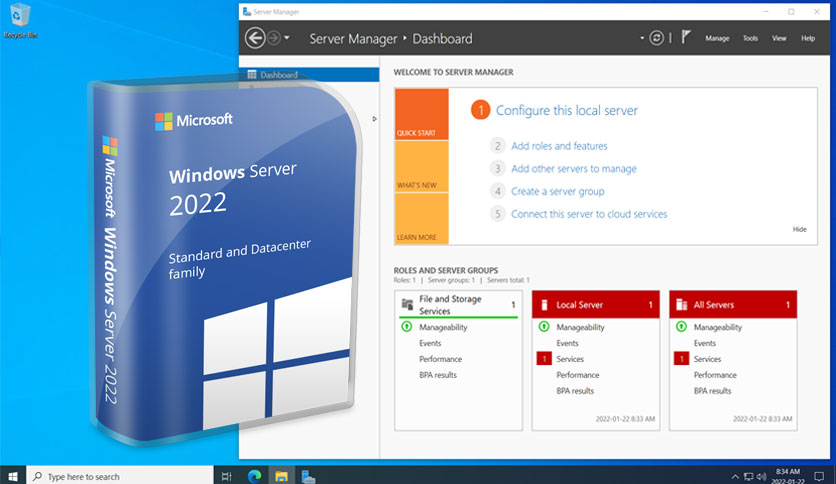 Recycle Bin
Server Manager
Server Manager • Dashboard
Manage Tools View Help
Dashboard
Microsoft
Windows Server
2022
Standard and Datacenter
family
Microsoft Windows Server 2022
WELCOME TO SERVER MANAGER
QUICK START
WHAT'S NEW
LEARN MORE
1 Configure this local server
2 Add roles and features
3 Add other servers to manage
4 Create a server group
5 Connect this server to cloud services
Hide
ROLES AND SERVER GROUPS
Roles: 1 | Server groups: 1 | Servers total: 1
File and Storage
Services 1
Manageability
Events
Performance
BPA results
Local Server 1
Manageability
Events
1 Services
Performance
BPA results
2022-01-22 8:33 AM
All Servers 1
Manageability
Events
1 Services
Performance
BPA results
2022-01-22 8:33 AM
Type here to search
8:34 AM
2022-01-22